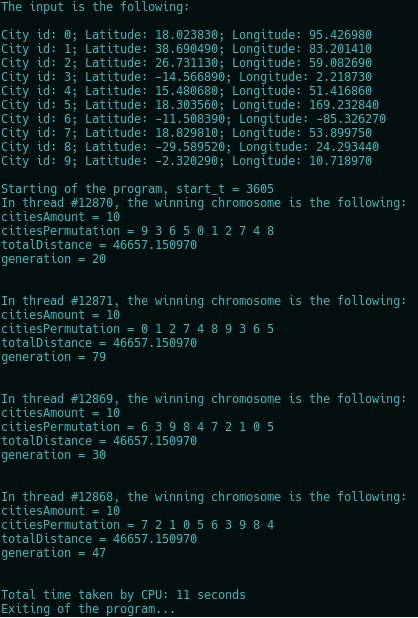 The input is the following:
City id: 0; Latitude: 18.023830; Longitude: 95.426980
City id: 1; Latitude: 38.690490; Longitude: 83.201410
City id: 2; Latitude: 26.731130; Longitude: 59.082690
City id: 3; Latitude: -14.566890; Longitude: 2.218730
City id: 4; Latitude: 15.480680; Longitude: 51.416860
City id: 5; Latitude: 18.303560; Longitude: 169.232840
City id: 6; Latitude: -11.508390; Longitude: -85.326270
City id: 7; Latitude: 18.829810; Longitude: 53.899750
City id: 8; Latitude: -29.589520; Longitude: 24.293440
City id: 9; Latitude: -2.320290; Longitude: 10.718970
Starting of the program, start_t = 3605
In thread #12870, the winning chromosome is the following:
citiesAmount = 10
citiesPermutation = 9 3 6 5 0 1 2 7 4 8
totalDistance = 46657.150970
generation = 20
In thread #12871, the winning chromosome is the following:
citiesAmount = 10
citiesPermutation = 0 1 2 7 4 8 9 3 6 5
totalDistance = 46657.150970
generation = 79
In thread #12869, the winning chromosome is the following:
citiesAmount = 10
citiesPermutation = 6 3 9 8 4 7 2 1 0 5
totalDistance = 46657.150970
generation = 30
In thread #12868, the winning chromosome is the following:
citiesAmount = 10
citiesPermutation = 7 2 1 0 5 6 3 9 8 4
totalDistance = 46657.150970
generation = 47
Total time taken by CPU: 11 seconds
Exiting of the program...